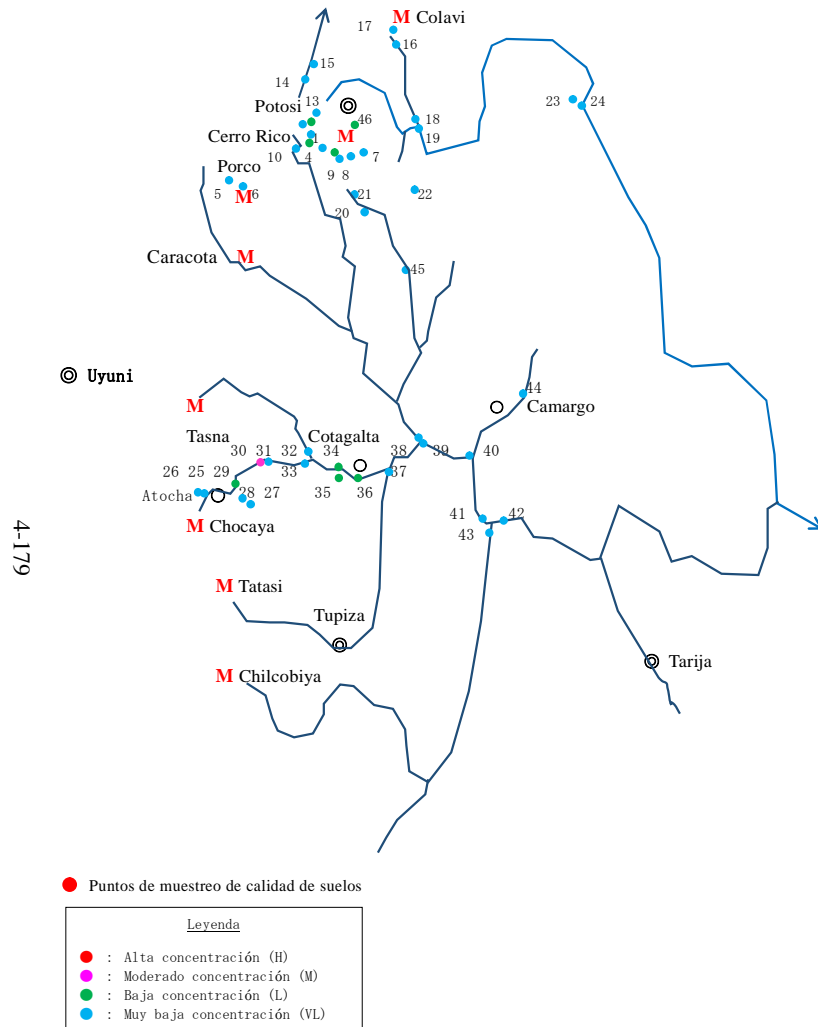 M Colavi
17
16
15
14
13
Potosi
46
18
23
24
Cerro Rico
1
M
19
10
4
7
Porco
9 8
5
6
M
21
22
20
Caracota
M
45
Uyuni
44
M
Camargo
Tasna
Cotagalta
30
31
32
34
38
39
40
33
37
26
25
29
35
36
Atocha
28
27
41
42
M Chocaya
43
4-179
M Tatasi
Tupiza
Tarija
M Chilcobiya
Puntos de muestreo de calidad de suelos
Leyenda
: Alta concentración (H)
: Moderado concentración (M)
: Baja concentración (L)
: Muy baja concentración (VL)